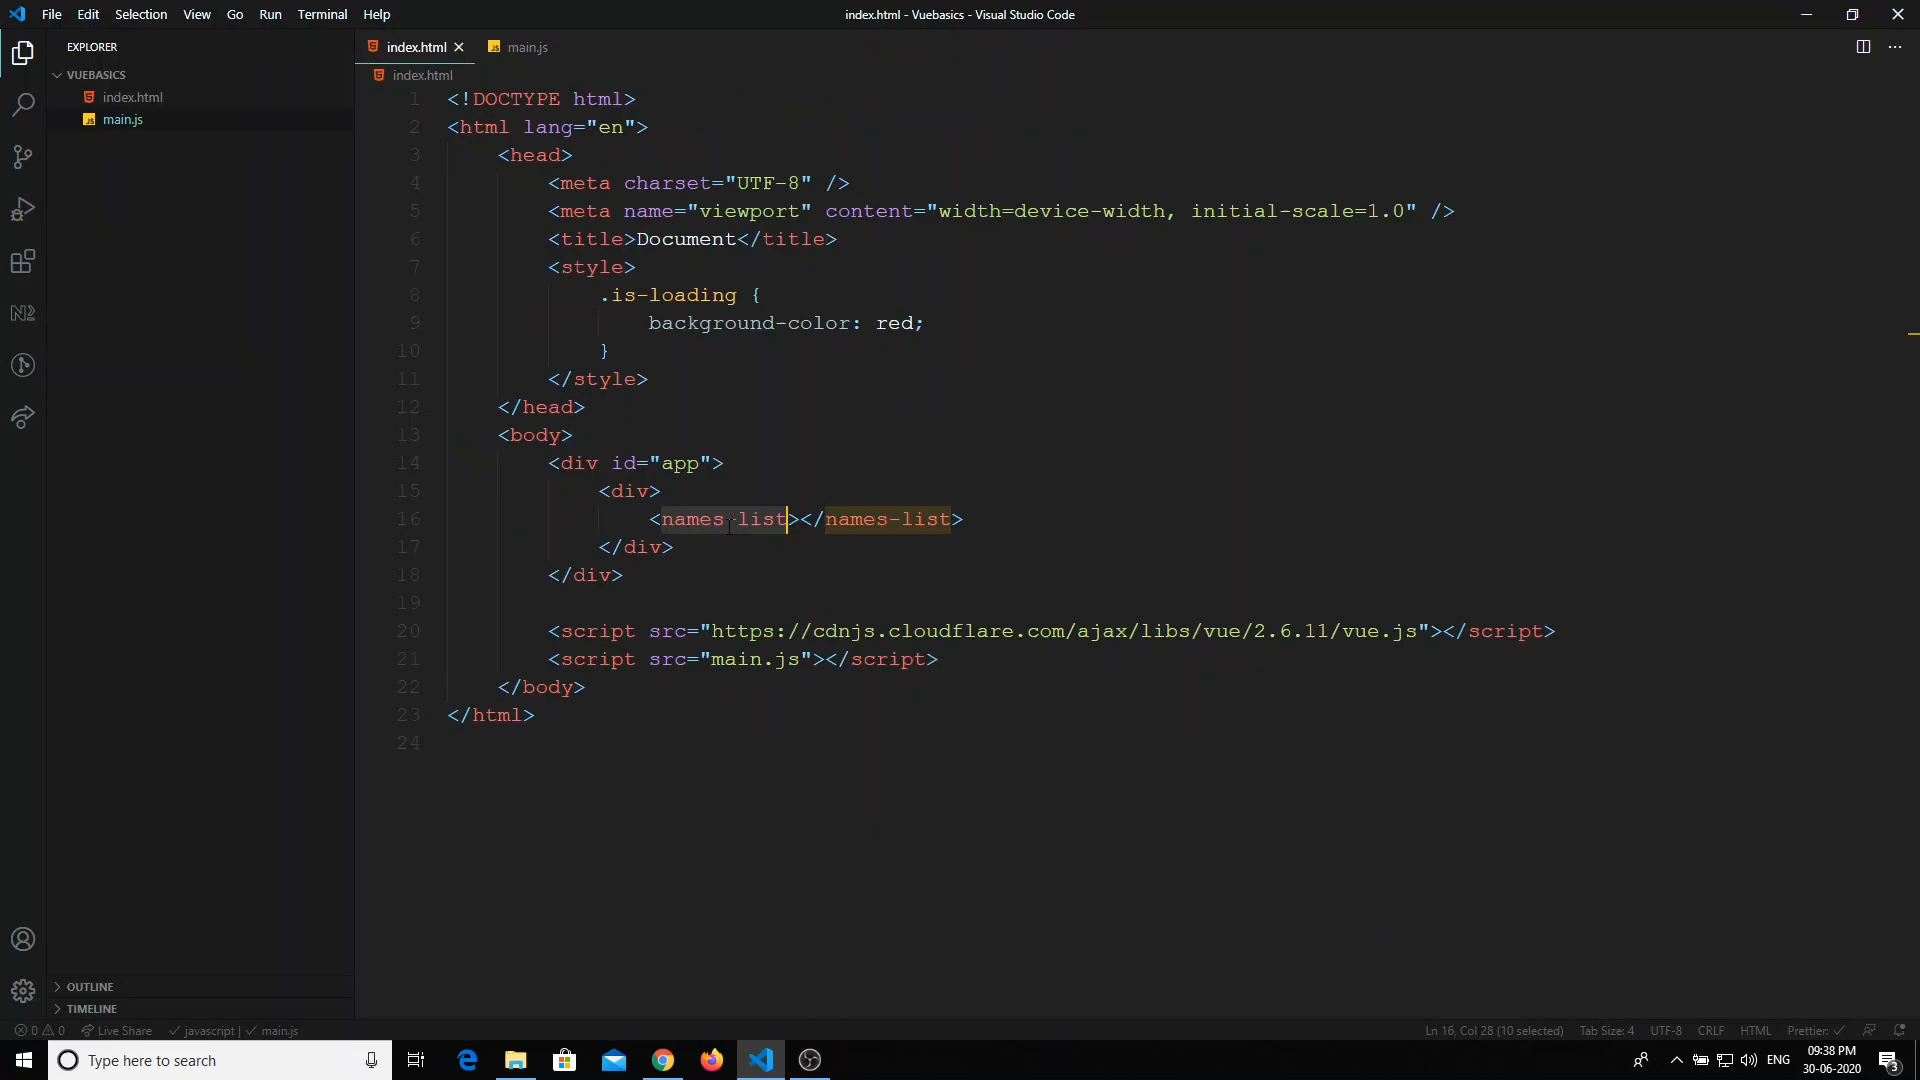 File Edit Selection View Go Run Terminal Help
index.html - Vuebasics - Visual Studio Code
EXPLORER
VUEBASICS
index.html
main.js
OUTLINE
TIMELINE
index.html
main.js
index.html
1 <!DOCTYPE html>
2 <html lang="en">
3 <head>
4 <meta charset="UTF-8" />
5 <meta name="viewport" content="width=device-width, initial-scale=1.0" />
6 <title>Document</title>
7 <style>
8 .is-loading {
9 background-color: red;
10 }
11 </style>
12 </head>
13 <body>
14 <div id="app">
15 <div>
16 <names-list></names-list>
17 </div>
18 </div>
19
20 <script src="https://cdnjs.cloudflare.com/ajax/libs/vue/2.6.11/vue.js"></script>
21 <script src="main.js"></script>
22 </body>
23 </html>
24
0 0 Live Share javascript | main.js
Ln 16, Col 28 (10 selected) Tab Size: 4 UTF-8 CRLF HTML Prettier:
Type here to search
ENG
09:38 PM
30-06-2020
3